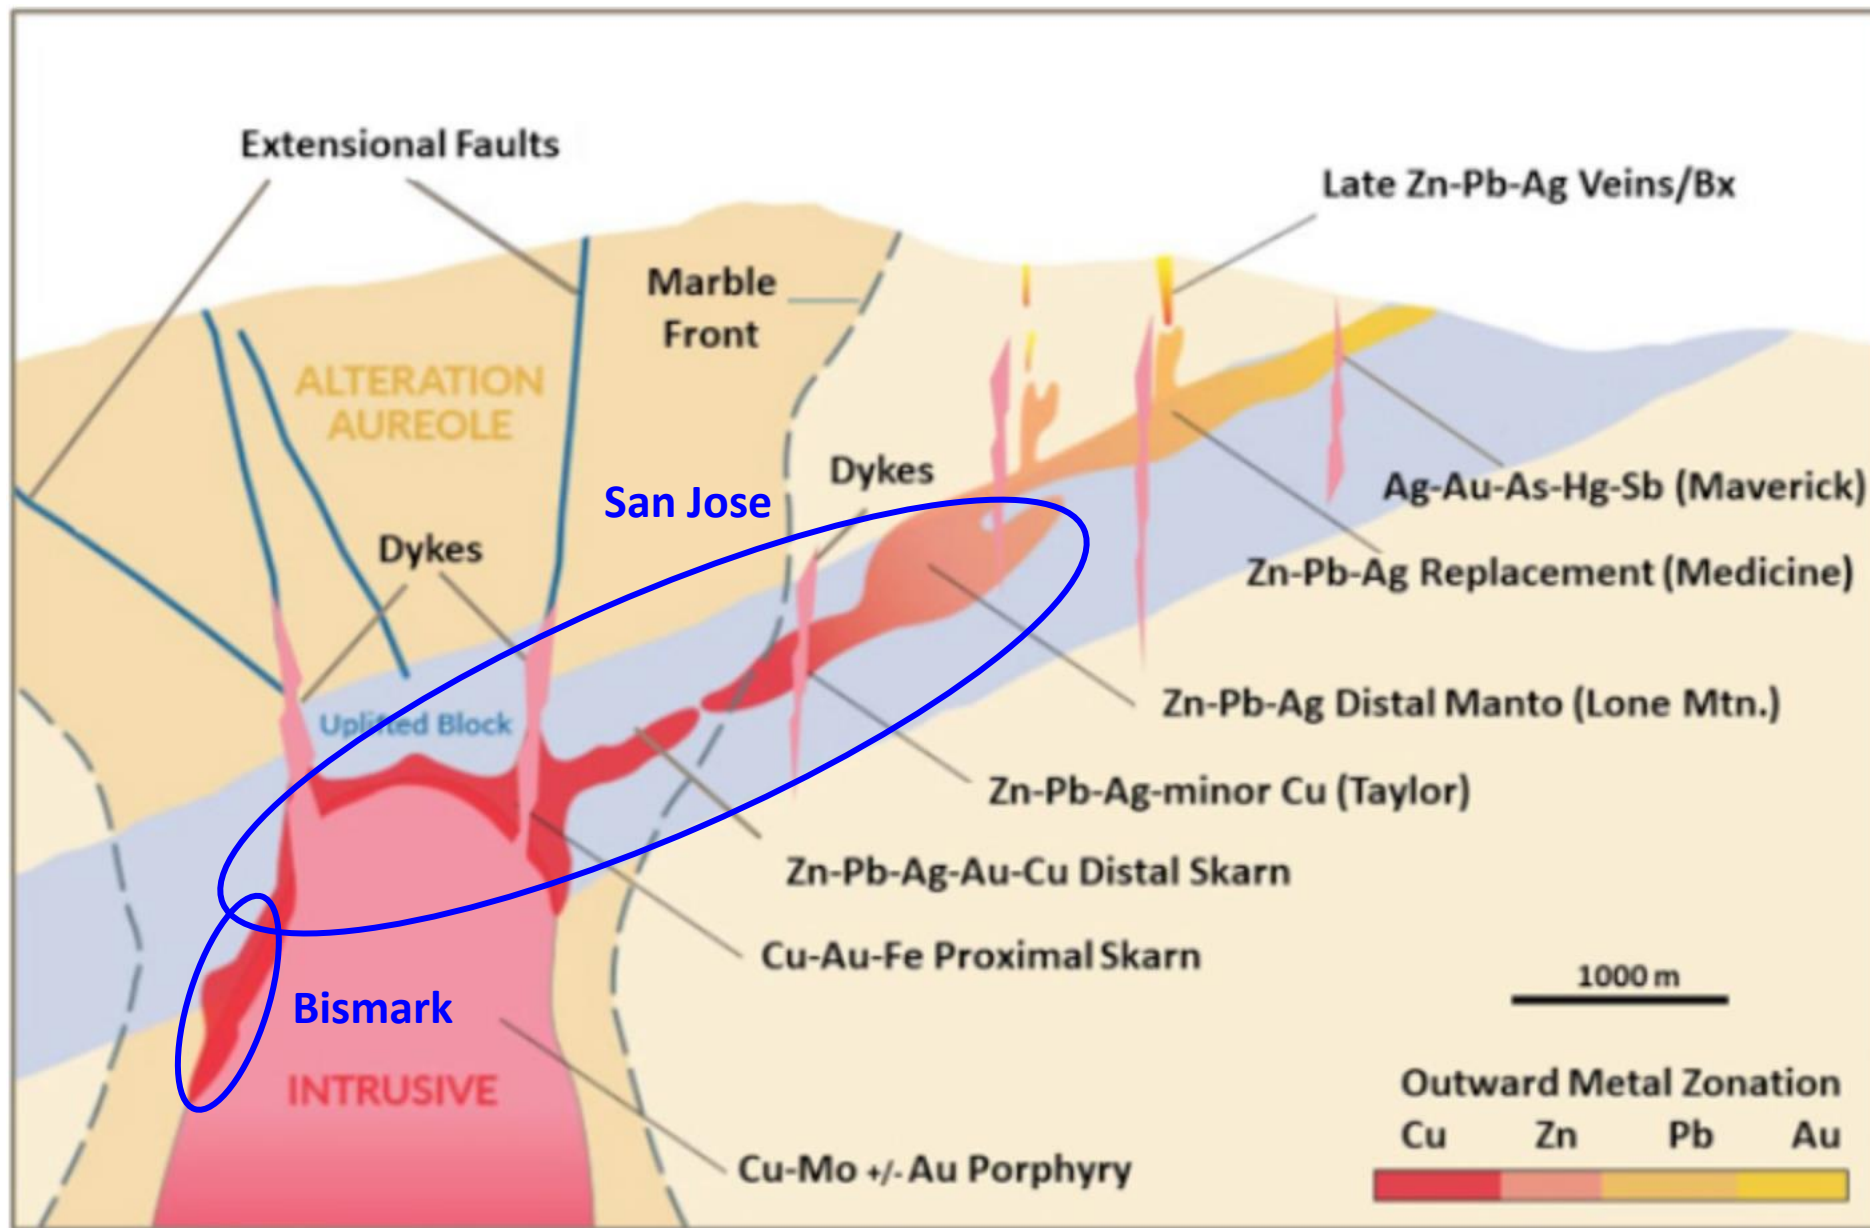 Extensional Faults
Late Zn-Pb-Ag Veins/Bx
Marble
Front
ALTERATION
AUREOLE
Dykes
San Jose
Ag-Au-As-Hg-Sb (Maverick)
Dykes
Zn-Pb-Ag Replacement (Medicine)
Uplifted Block
Zn-Pb-Ag Distal Manto (Lone Mtn.)
Zn-Pb-Ag-minor Cu (Taylor)
Zn-Pb-Ag-Au-Cu Distal Skarn
Cu-Au-Fe Proximal Skarn
1000 m
Bismark
INTRUSIVE
Outward Metal Zonation
Cu Zn Pb Au
Cu-Mo +/- Au Porphyry